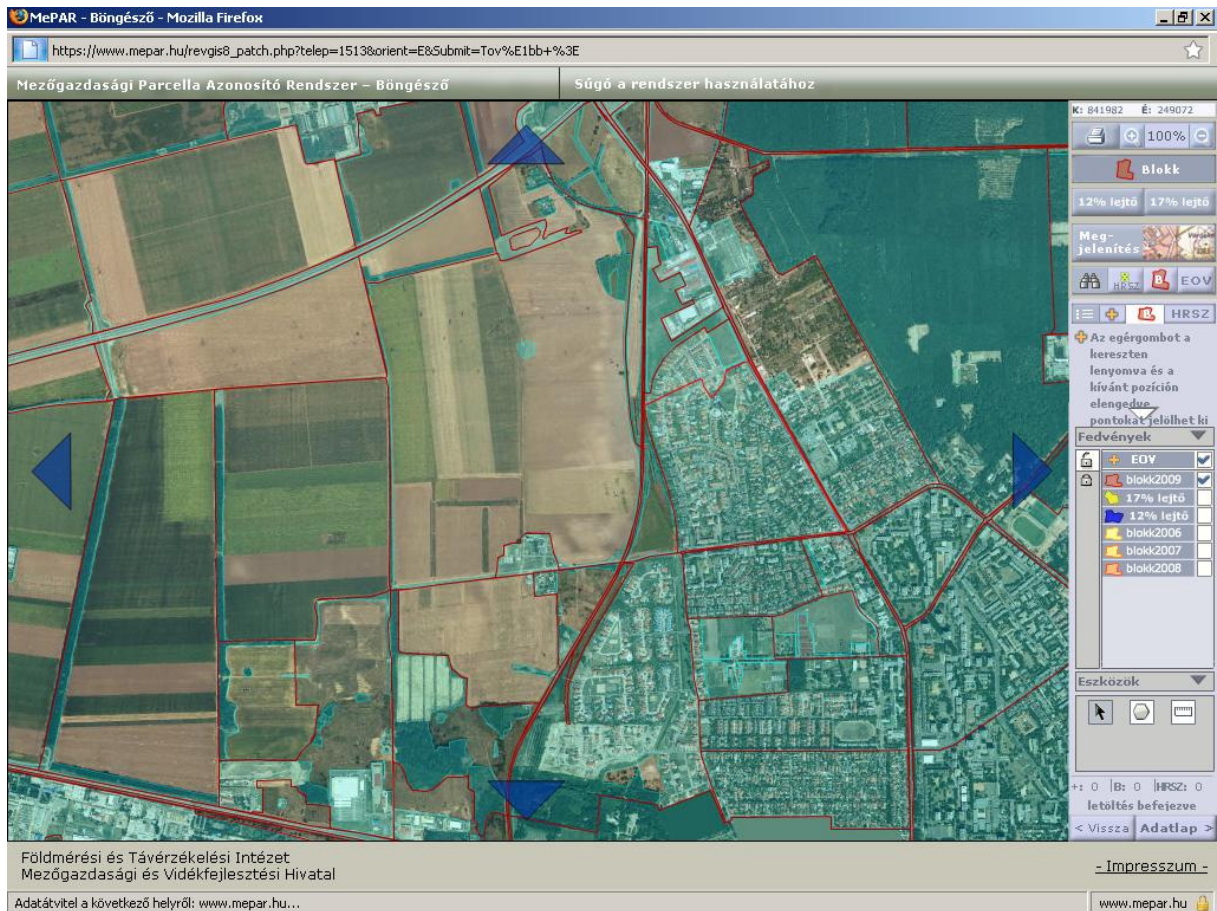 MePAR - Böngésző - Mozilla Firefox
https://www.mepar.hu/revgis8_patch.php?telep=1513&orient=E&Submit=Tov%E1bb+%3E
Mezőgazdasági Parcella Azonosító Rendszer – Böngésző
Súgó a rendszer használatához
K: 841982 É: 249072
100%
Blokk
12% lejtő 17% lejtő
Meg-
jelenítés
HRSZ B EOV
B HRSZ
Az egérgombot a
kereszten
lenyomva és a
kívánt pozíción
elengedve
pontokat jelölhet ki
Fedvények
EOV
blokk2009
17% lejtő
12% lejtő
blokk2006
blokk2007
blokk2008
Eszközök
+: 0 B: 0 HRSZ: 0
letöltés befejezve
< Vissza Adatlap >
Földmérési és Távérzékelési Intézet
Mezőgazdasági és Vidékfejlesztési Hivatal
- Impresszum -
Adatátvitel a következő helyről: www.mepar.hu...
www.mepar.hu